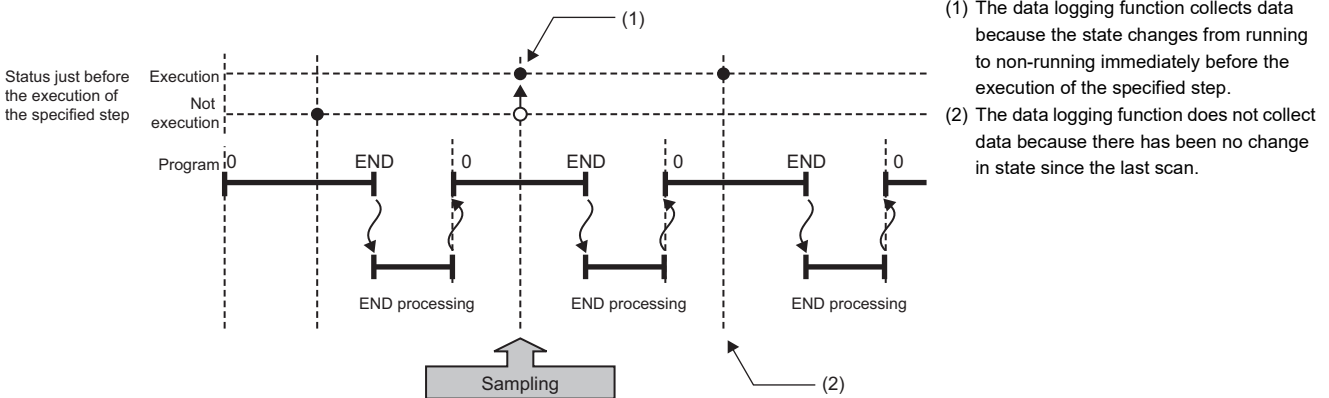 (1)
Status just before
the execution of
the specified step
Execution
Not
execution
Program 0 END 0 END 0 END 0
END processing END processing END processing
Sampling
(2)
(1) The data logging function collects data
because the state changes from running
to non-running immediately before the
execution of the specified step.
(2) The data logging function does not collect
data because there has been no change
in state since the last scan.